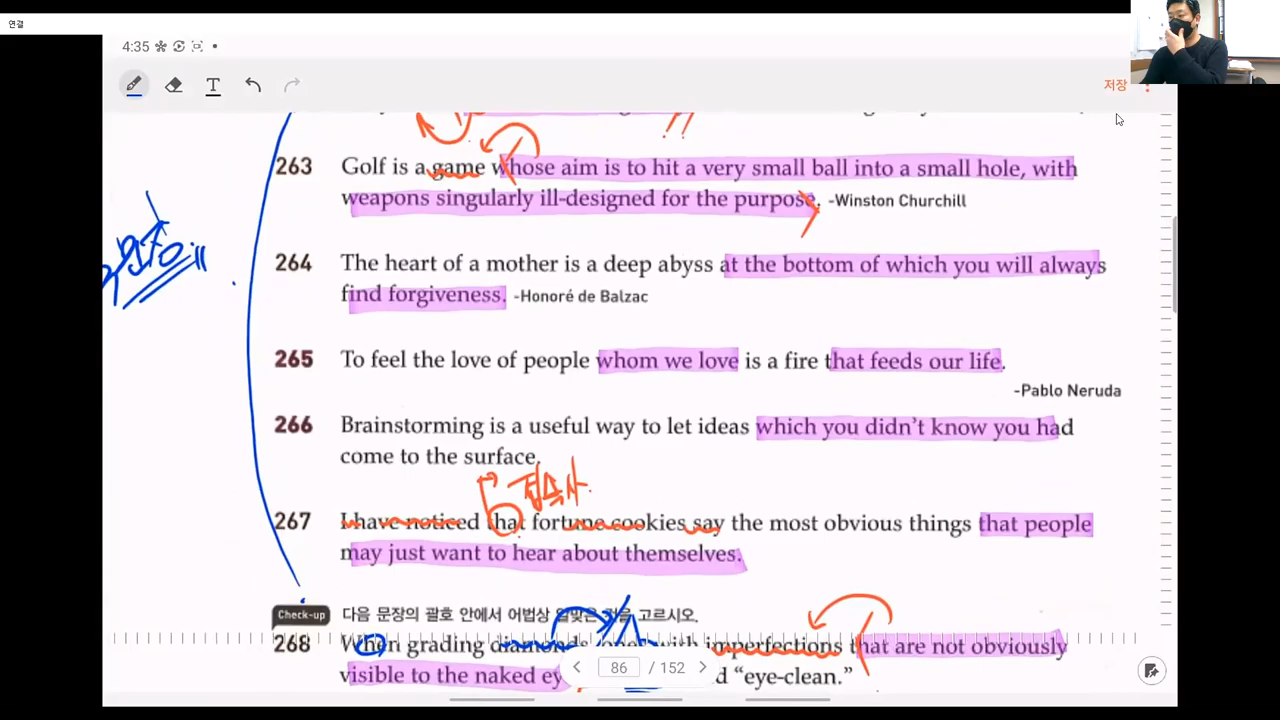 연결
4:35
저장
263 Golf is a game whose aim is to hit a very small ball into a small hole, with
weapons singularly ill-designed for the purpose. -Winston Churchill
264 The heart of a mother is a deep abyss at the bottom of which you will always
find forgiveness. -Honoré de Balzac
265 To feel the love of people whom we love is a fire that feeds our life.
-Pablo Neruda
266 Brainstorming is a useful way to let ideas which you didn't know you had
come to the surface.
접속사
267 I have noticed that fortune cookies say the most obvious things that people
may just want to hear about themselves.
Check-up 다음 문장의 괄호 안에서 어법상 알맞은 것을 고르시오.
268 When grading diamonds, with imperfections that are not obviously
visible to the naked "eye-clean."
86 / 152